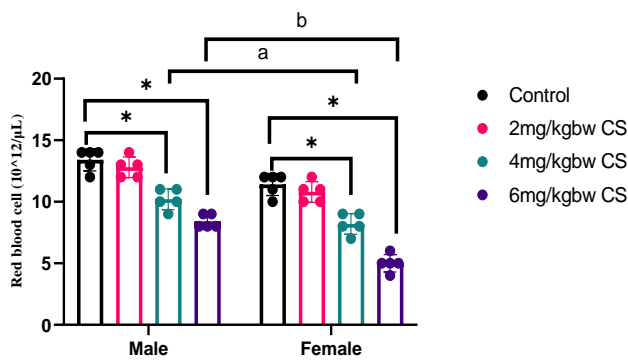 b
a
20
15
10
5
0
Red blood cell (10^12/μL)
* * * *
Male Female
Control
2mg/kgbw CS
4mg/kgbw CS
6mg/kgbw CS